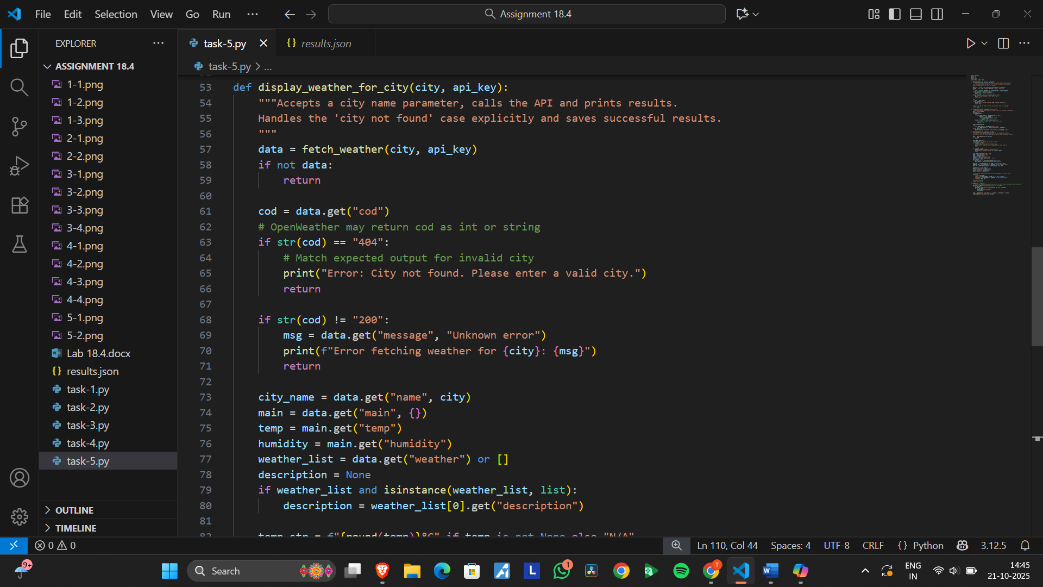 File Edit Selection View Go Run ···
Assignment 18.4
EXPLORER
task-5.py
{} results.json
task-5.py > ...
ASSIGNMENT 18.4
1-1.png
1-2.png
1-3.png
2-1.png
2-2.png
3-1.png
3-2.png
3-3.png
3-4.png
4-1.png
4-2.png
4-3.png
4-4.png
5-1.png
5-2.png
Lab 18.4.docx
{} results.json
task-1.py
task-2.py
task-3.py
task-4.py
task-5.py
OUTLINE
TIMELINE
53 def display_weather_for_city(city, api_key):
54 """Accepts a city name parameter, calls the API and prints results.
55 Handles the 'city not found' case explicitly and saves successful results.
56 """
57 data = fetch_weather(city, api_key)
58 if not data:
59 return
60
61 cod = data.get("cod")
62 # OpenWeather may return cod as int or string
63 if str(cod) == "404":
64 # Match expected output for invalid city
65 print("Error: City not found. Please enter a valid city.")
66 return
67
68 if str(cod) != "200":
69 msg = data.get("message", "Unknown error")
70 print(f"Error fetching weather for {city}: {msg}")
71 return
72
73 city_name = data.get("name", city)
74 main = data.get("main", {})
75 temp = main.get("temp")
76 humidity = main.get("humidity")
77 weather_list = data.get("weather") or []
78 description = None
79 if weather_list and isinstance(weather_list, list):
80 description = weather_list[0].get("description")
81
82 temp_str = f"{round(temp)}°C" if temp is not None else "N/A"
0 0
Ln 110, Col 44 Spaces: 4 UTF-8 CRLF {} Python 3.12.5
9+
Search
L
1
ENG
IN
14:45
21-10-2025